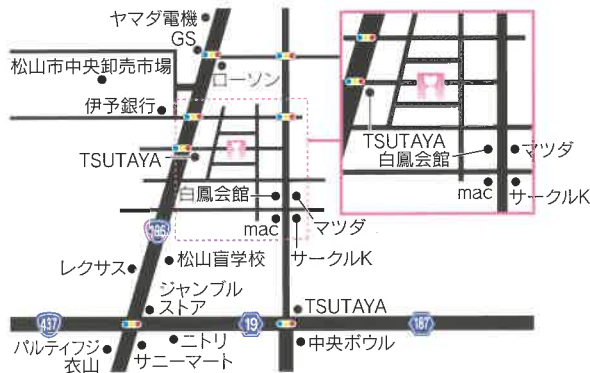 ヤマダ電機
GS
松山市中央卸売市場
ローソン
伊予銀行
TSUTAYA
白鳳会館
マツダ
mac
サークルK
196
レクサス
松山盲学校
ジャンブル
ストア
TSUTAYA
437
19
187
パルティフジ
衣山
サニーマート
ニトリ
中央ボウル
TSUTAYA
白鳳会館
マツダ
mac
サークルK